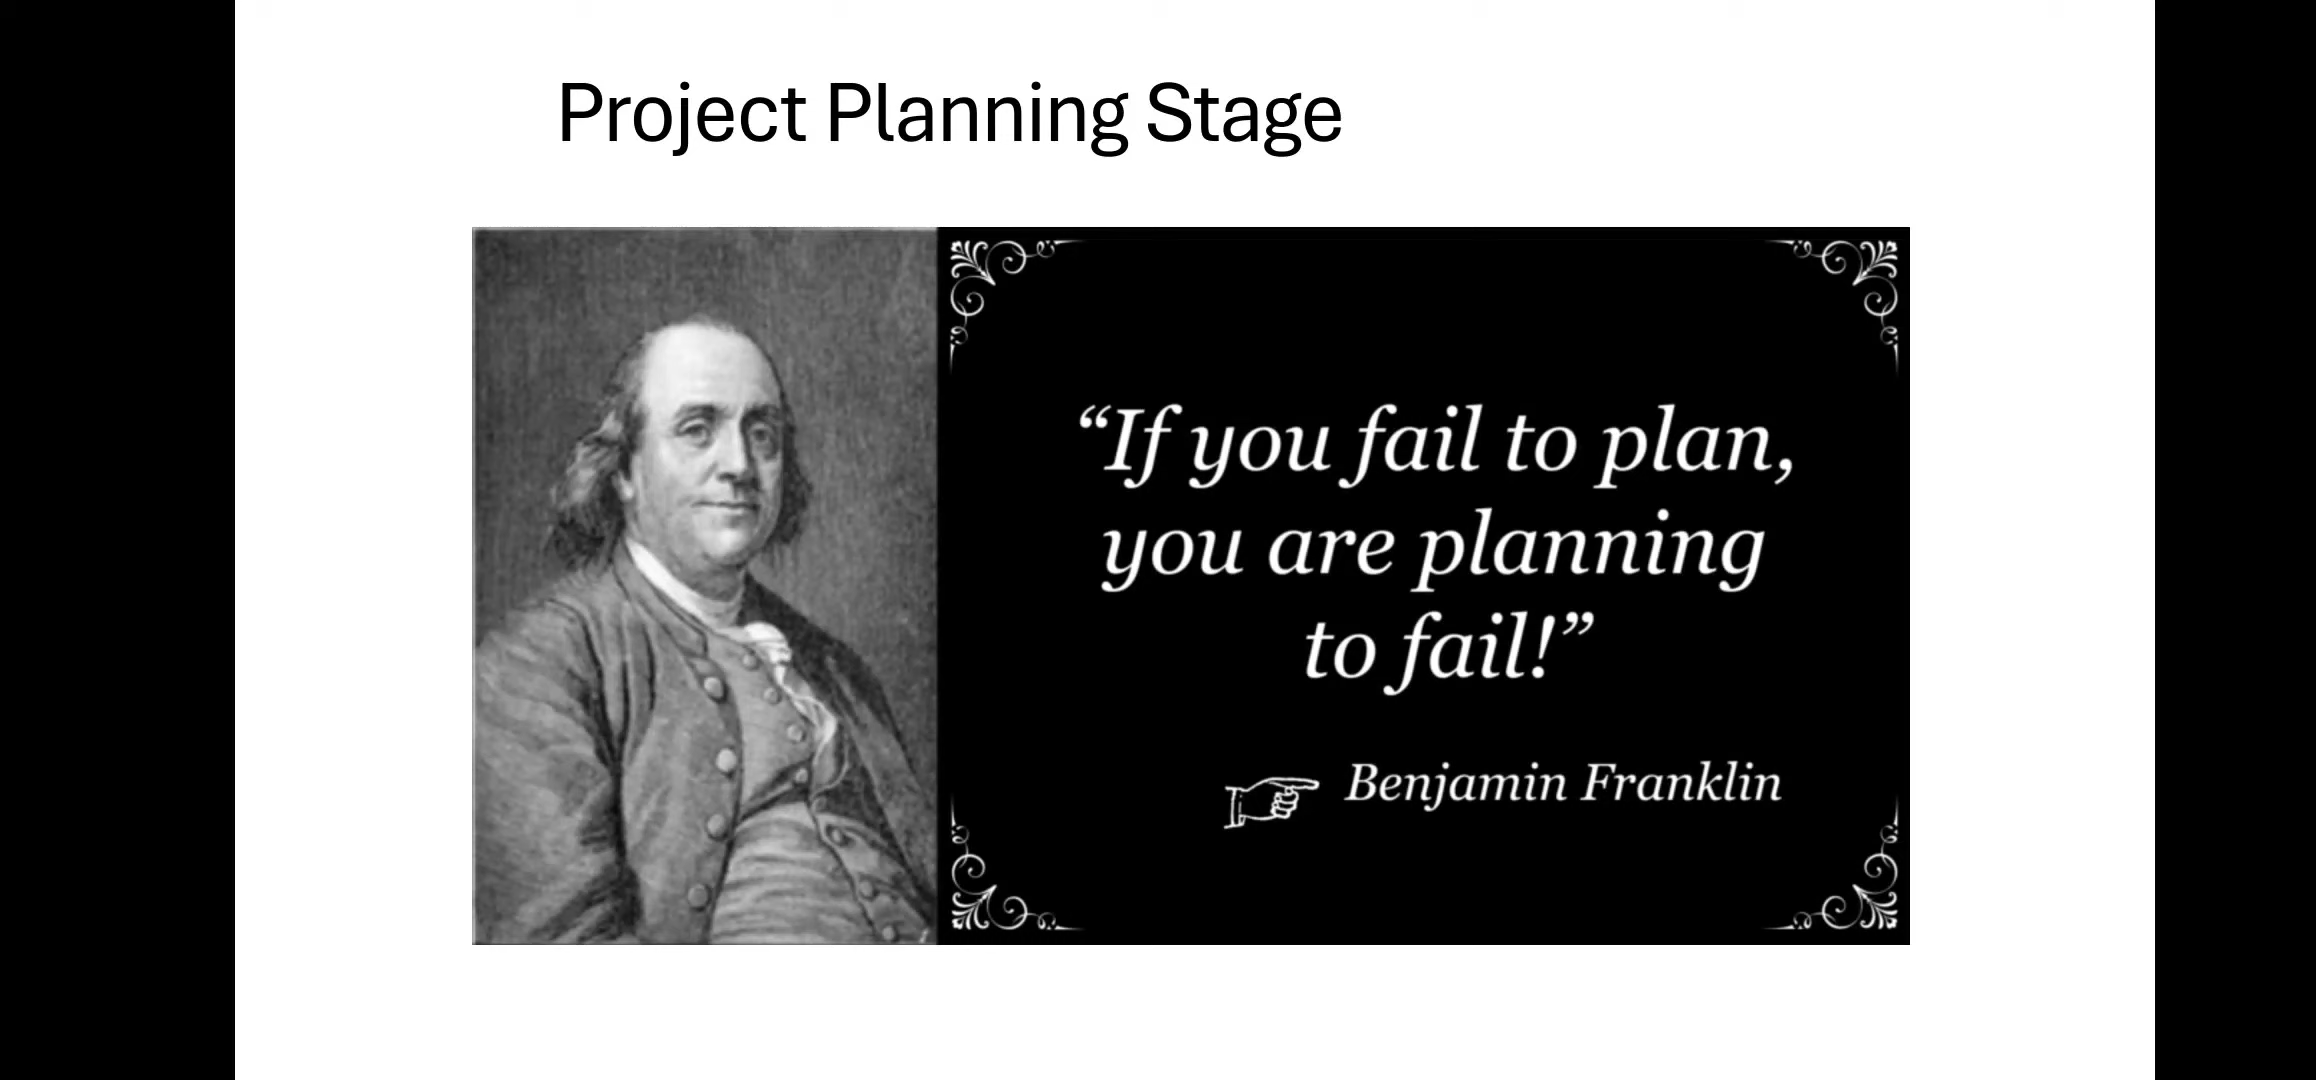 Project Planning Stage
“If you fail to plan,
you are planning
to fail!”
Benjamin Franklin